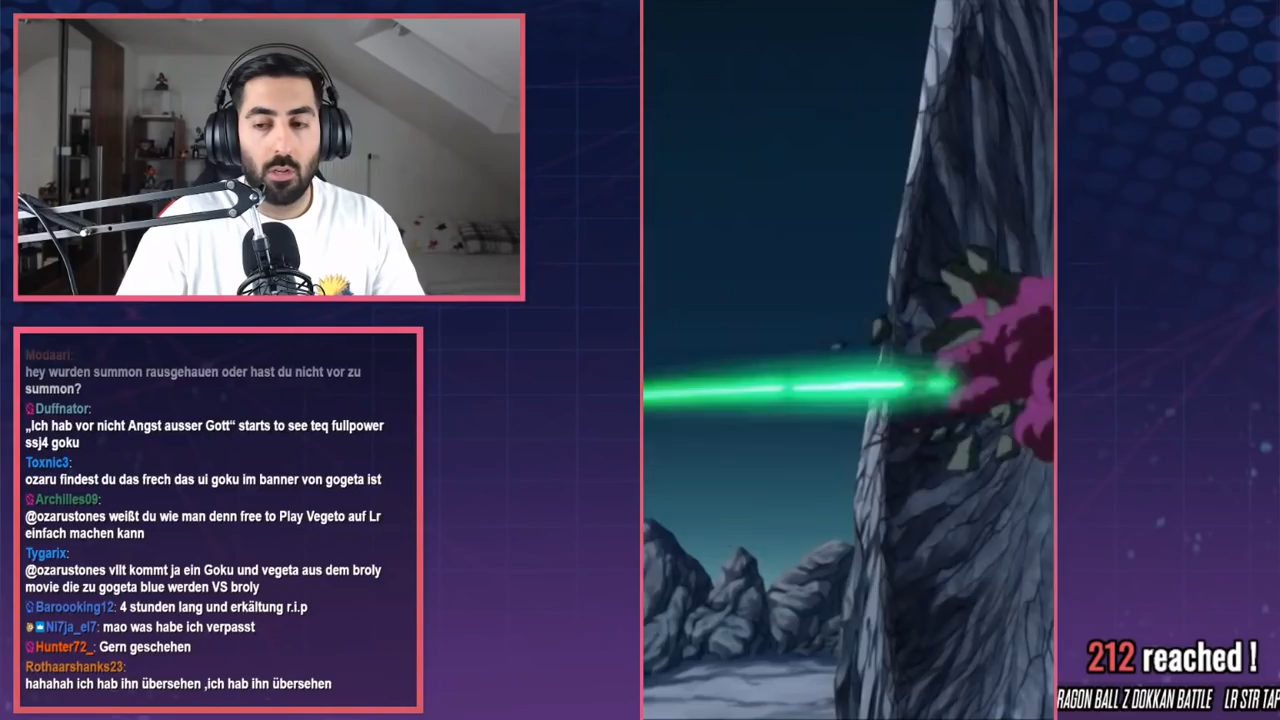 Modaari:
hey wurden summon rausgehauen oder hast du nicht vor zu
summon?
Duffnator:
„Ich hab vor nicht Angst ausser Gott“ starts to see teq fullpower
ssj4 goku
Toxnic3:
ozaru findest du das frech das ui goku im banner von gogeta ist
Archilles09:
@ozarustones weißt du wie man denn free to Play Vegeto auf Lr
einfach machen kann
Tygarix:
@ozarustones vllt kommt ja ein Goku und vegeta aus dem broly
movie die zu gogeta blue werden VS broly
Baroooking12: 4 stunden lang und erkältung r.i.p
Ni7ja_el7: mao was habe ich verpasst
Hunter72_: Gern geschehen
Rothaarshanks23:
hahahah ich hab ihn übersehen ,ich hab ihn übersehen
212 reached !
RAGON BALL Z DOKKAN BATTLE LR STR TAP